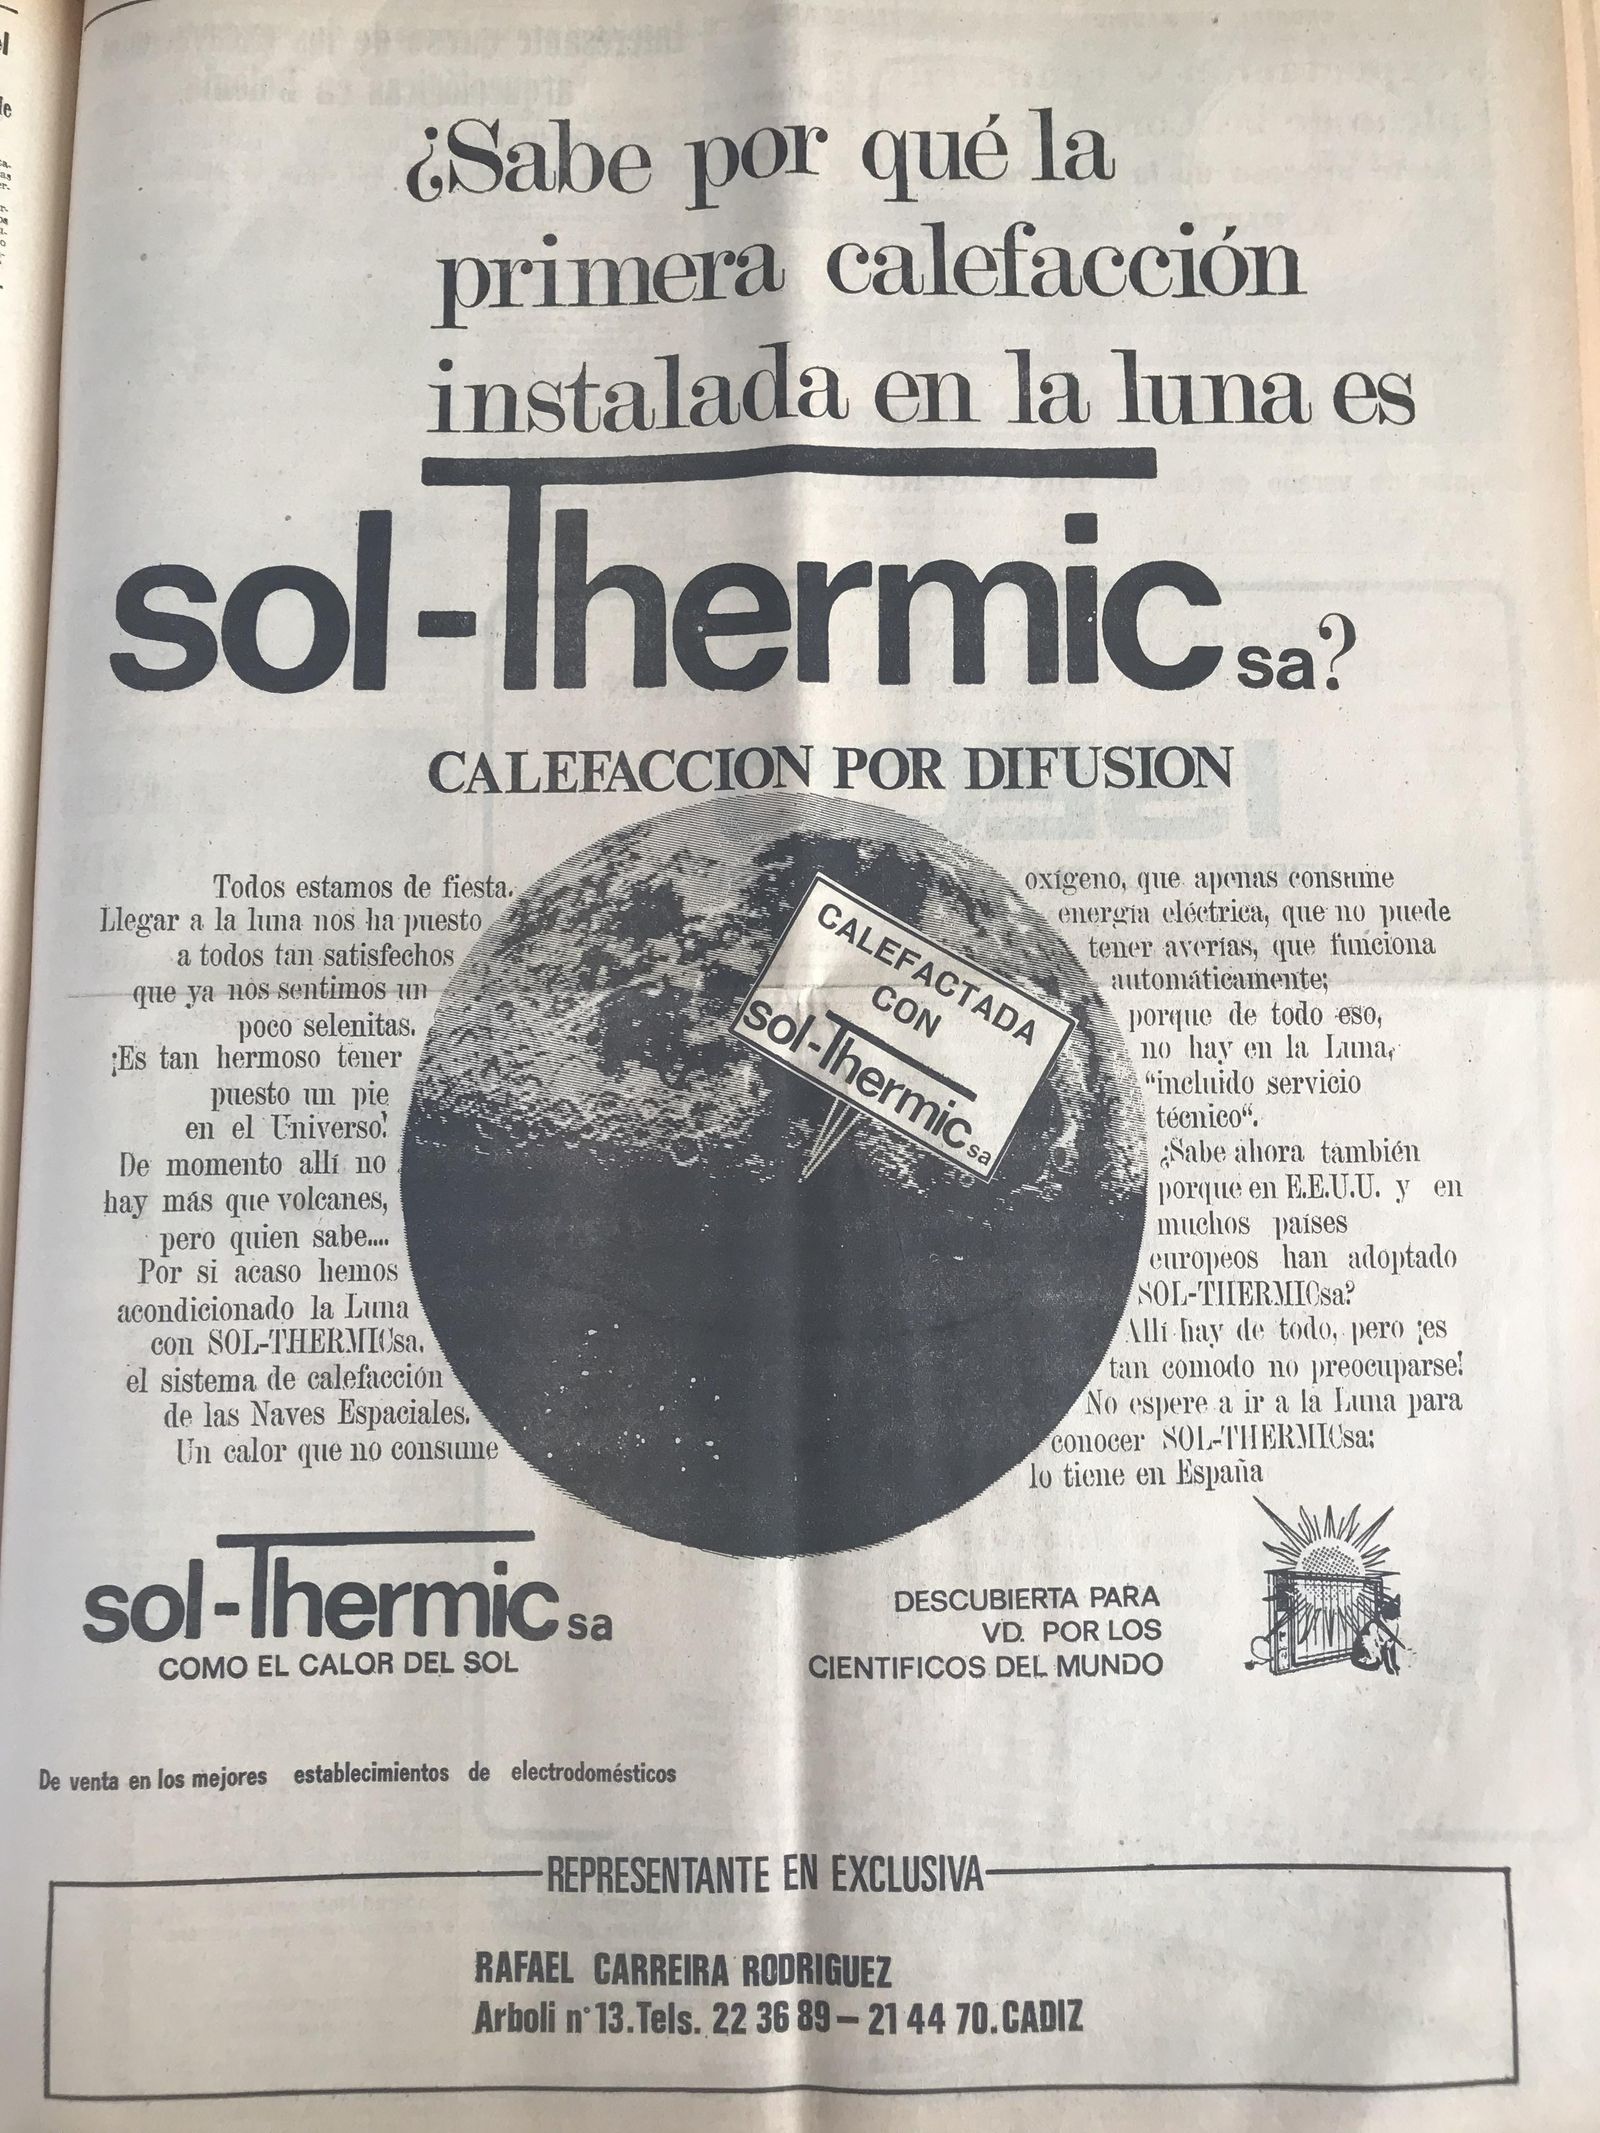 ¿Sabe por qué la
primera calefacción
instalada en la luna es
sol-Thermic sa?
CALEFACCION POR DIFUSION
Todos estamos de fiesta.
Llegar a la luna nos ha puesto
a todos tan satisfechos
que ya nos sentimos un
poco selenitas.
¡Es tan hermoso tener
puesto un pie
en el Universo!
De momento allí no
hay más que volcanes,
pero quien sabe....
Por si acaso hemos
acondicionado la Luna
con SOL-THERMICsa,
el sistema de calefacción
de las Naves Espaciales.
Un calor que no consume
CALEFACTADA
CON
sol-Thermic sa
oxígeno, que apenas consume
energía eléctrica, que no puede
tener averías, que funciona
automáticamente;
porque de todo eso,
no hay en la Luna,
“incluido servicio
técnico“.
¿Sabe ahora también
porque en E.E.U.U. y en
muchos países
europeos han adoptado
SOL-THERMICsa?
Allí hay de todo, pero ¡es
tan comodo no preocuparse!
No espere a ir a la Luna para
conocer SOL-THERMICsa;
lo tiene en España
sol-Thermic sa
COMO EL CALOR DEL SOL
DESCUBIERTA PARA
VD. POR LOS
CIENTIFICOS DEL MUNDO
De venta en los mejores establecimientos de electrodomésticos
REPRESENTANTE EN EXCLUSIVA
RAFAEL CARREIRA RODRIGUEZ
Arboli n° 13. Tels. 22 36 89 – 21 44 70. CADIZ